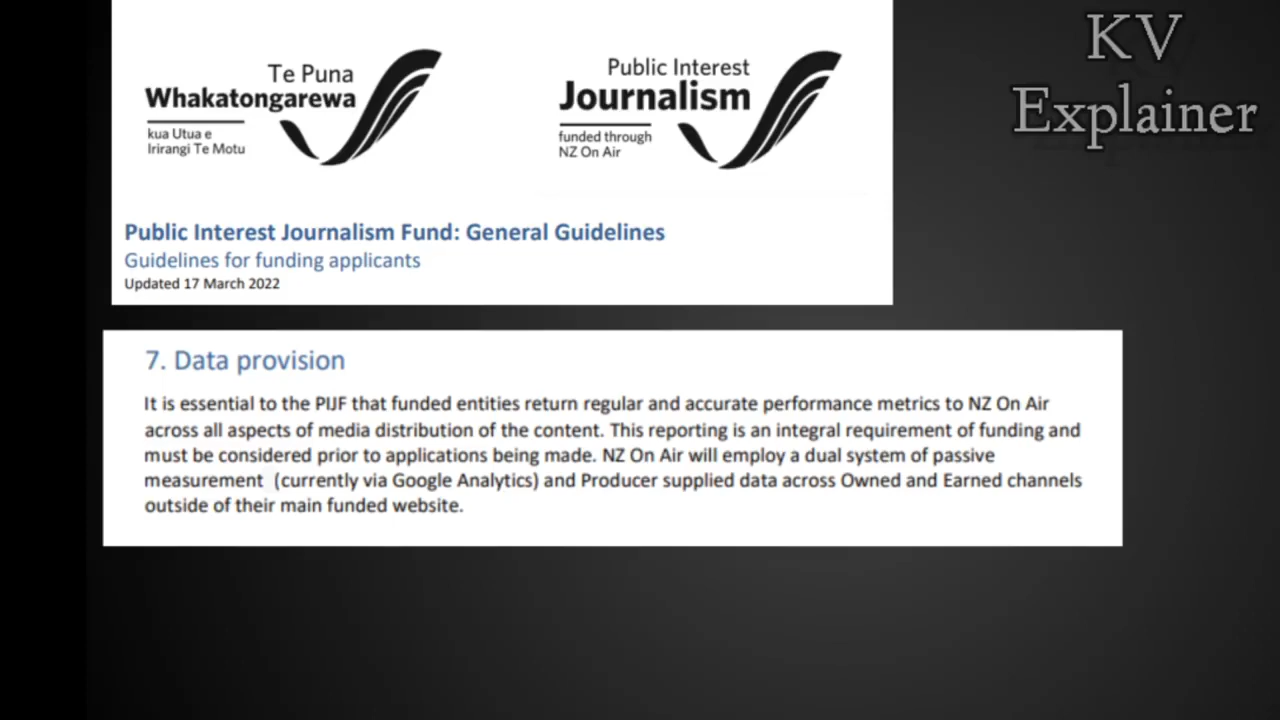 Te Puna
Whakatongarewa
kua Utua e
Irirangi Te Motu
Public Interest
Journalism
funded through
NZ On Air
KV
Explainer
Public Interest Journalism Fund: General Guidelines
Guidelines for funding applicants
Updated 17 March 2022
7. Data provision
It is essential to the PIJF that funded entities return regular and accurate performance metrics to NZ On Air
across all aspects of media distribution of the content. This reporting is an integral requirement of funding and
must be considered prior to applications being made. NZ On Air will employ a dual system of passive
measurement (currently via Google Analytics) and Producer supplied data across Owned and Earned channels
outside of their main funded website.